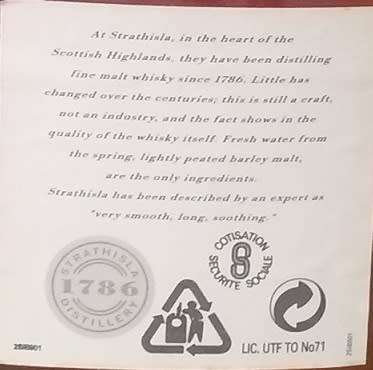 At Strathisla, in the heart of the
Scottish Highlands, they have been distilling
fine malt whisky since 1786. Little has
changed over the centuries; this is still a craft,
not an industry, and the fact shows in the
quality of the whisky itself. Fresh water from
the spring, lightly peated barley malt,
are the only ingredients.
Strathisla has been described by an expert as
"very smooth, long, soothing."
STRATHISLA
1786
DISTILLERY
COTISATION
SECURITE SOCIALE
LIC. UTF TO No71